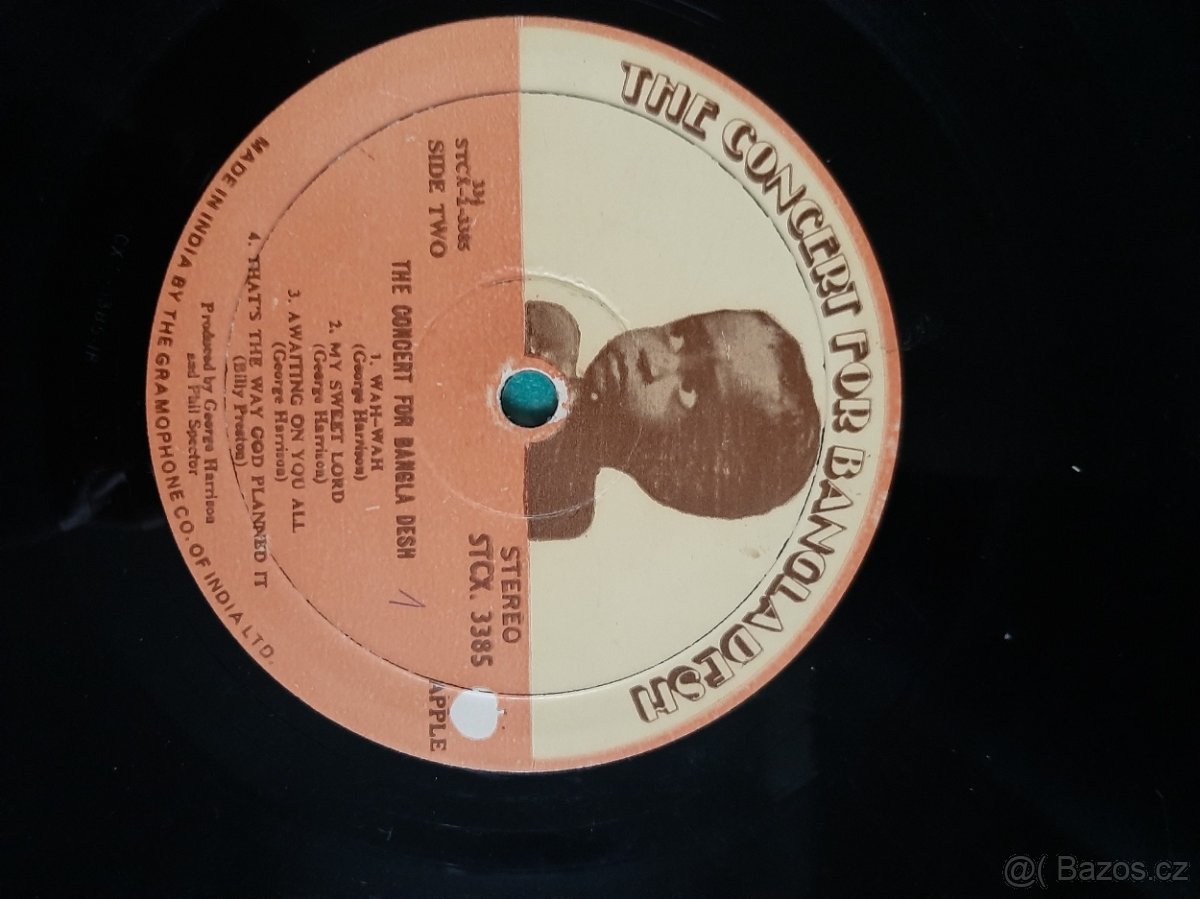 THE CONCERT FOR BANGLADESH
STEREO
STCX. 3385
33⅓
STCX-2-3385
SIDE TWO
APPLE
THE CONCERT FOR BANGLA DESH
1
1. WAH-WAH
(George Harrison)
2. MY SWEET LORD
(George Harrison)
3. AWAITING ON YOU ALL
(George Harrison)
4. THAT'S THE WAY GOD PLANNED IT
(Billy Preston)
Produced by George Harrison
and Phil Spector
MADE IN INDIA BY THE GRAMOPHONE CO. OF INDIA LTD.
@( Bazos.cz